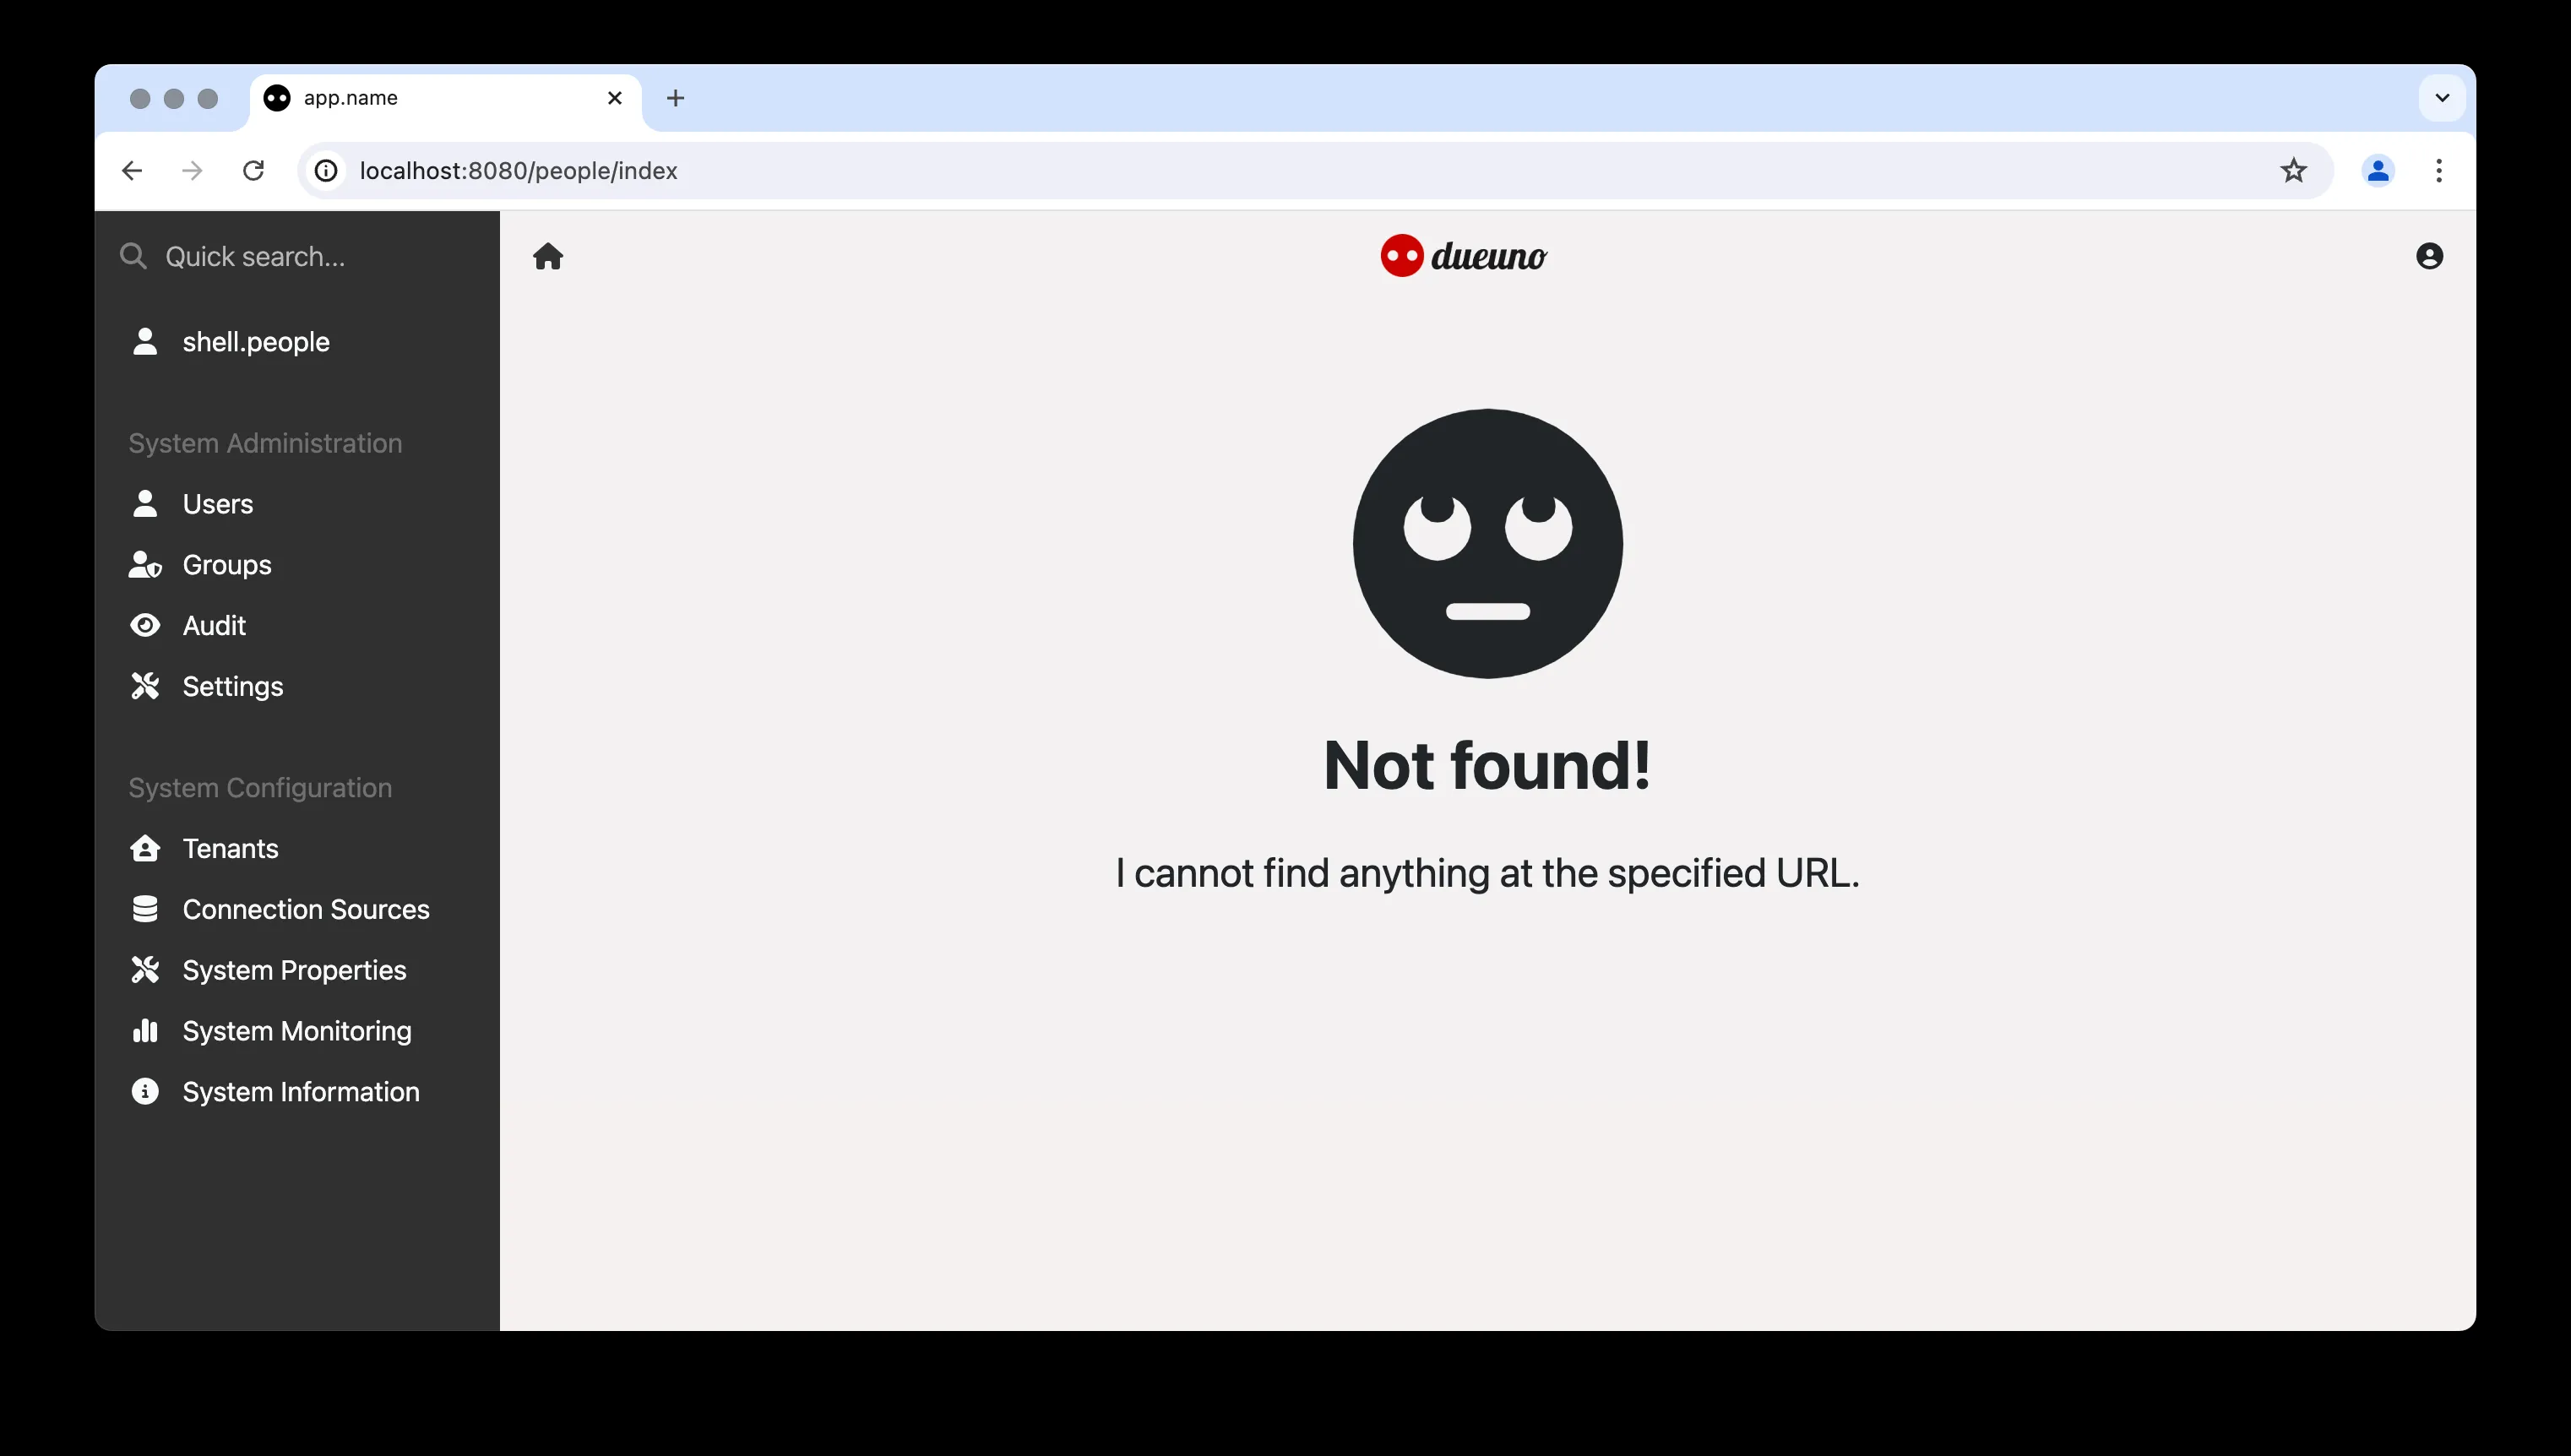 app.name
localhost:8080/people/index
Quick search...
dueuno
shell.people
System Administration
Users
Groups
Audit
Settings
System Configuration
Tenants
Connection Sources
System Properties
System Monitoring
System Information
Not found!
I cannot find anything at the specified URL.